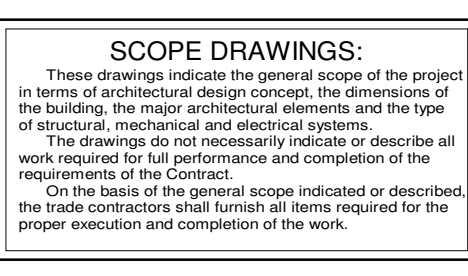 SCOPE DRAWINGS:
These drawings indicate the general scope of the project
in terms of architectural design concept, the dimensions of
the building, the major architectural elements and the type
of structural, mechanical and electrical systems.
The drawings do not necessarily indicate or describe all
work required for full performance and completion of the
requirements of the Contract.
On the basis of the general scope indicated or described,
the trade contractors shall furnish all items required for the
proper execution and completion of the work.